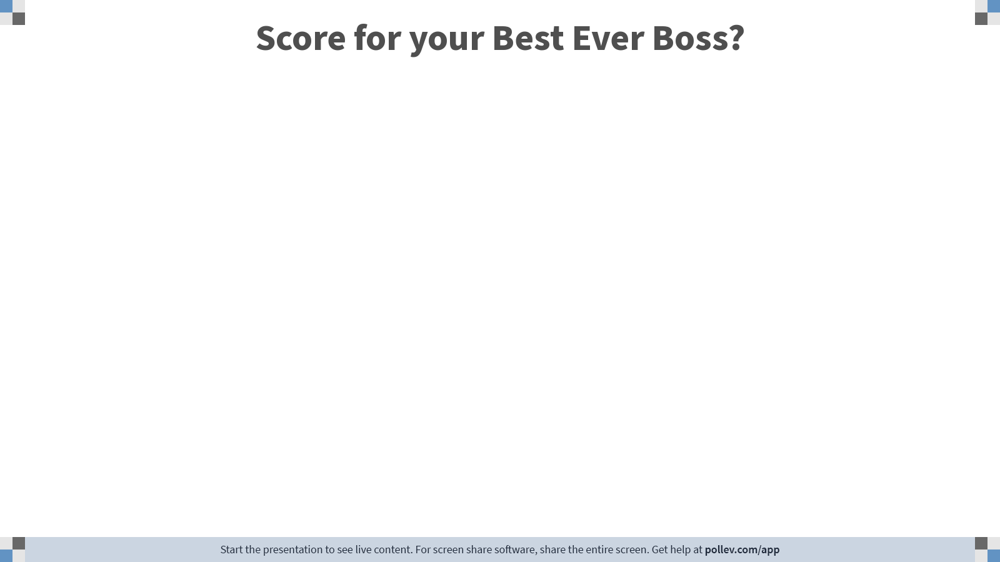 Score for your Best Ever Boss?
Start the presentation to see live content. For screen share software, share the entire screen. Get help at pollev.com/app